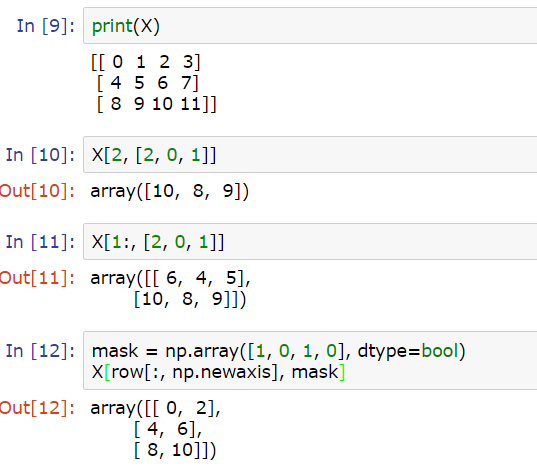 In [9]: print(X)
[[ 0  1  2  3]
 [ 4  5  6  7]
 [ 8  9 10 11]]
In [10]: X[2, [2, 0, 1]]
Out[10]: array([10,  8,  9])
In [11]: X[1:, [2, 0, 1]]
Out[11]: array([[ 6,  4,  5],
       [10,  8,  9]])
In [12]: mask = np.array([1, 0, 1, 0], dtype=bool)
X[row[:, np.newaxis], mask]
Out[12]: array([[ 0,  2],
       [ 4,  6],
       [ 8, 10]])